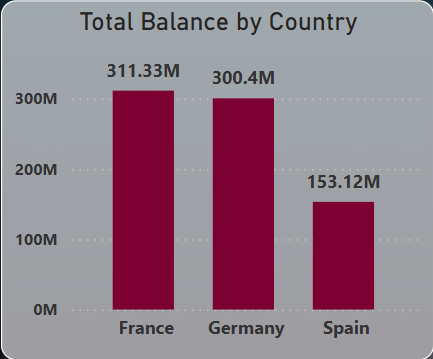 Total Balance by Country
311.33M
300.4M
300M
200M
153.12M
100M
0M
France Germany Spain